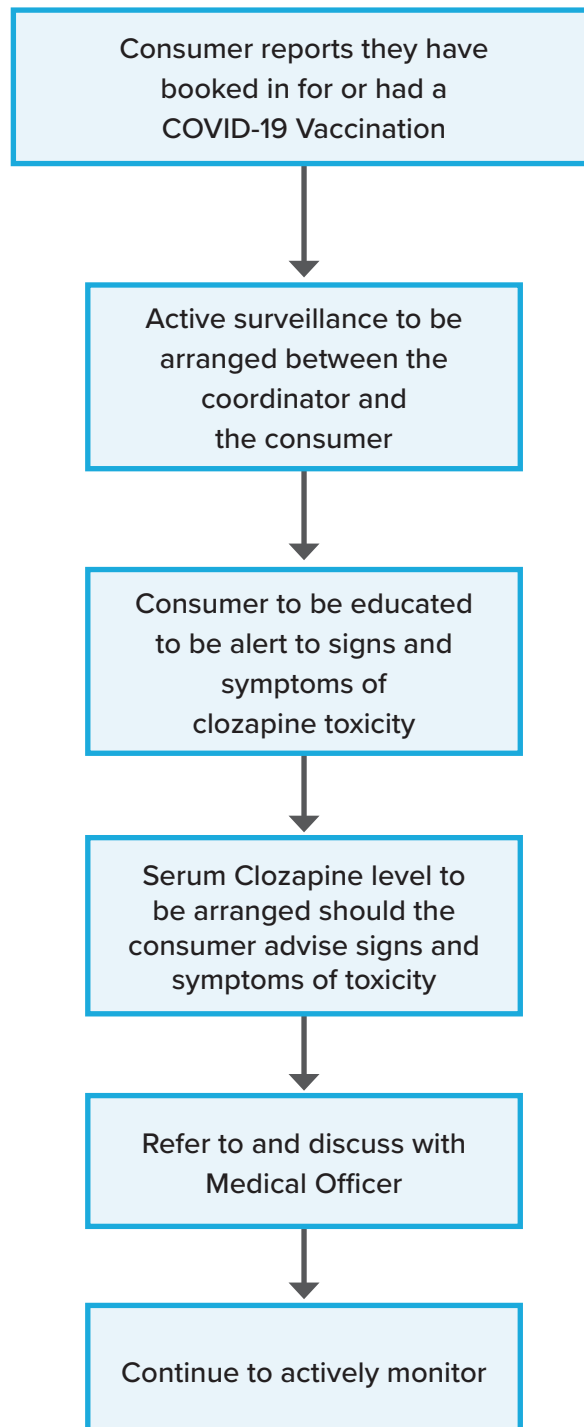 Consumer reports they have
booked in for or had a
COVID-19 Vaccination
Active surveillance to be
arranged between the
coordinator and
the consumer
Consumer to be educated
to be alert to signs and
symptoms of
clozapine toxicity
Serum Clozapine level to
be arranged should the
consumer advise signs and
symptoms of toxicity
Refer to and discuss with
Medical Officer
Continue to actively monitor